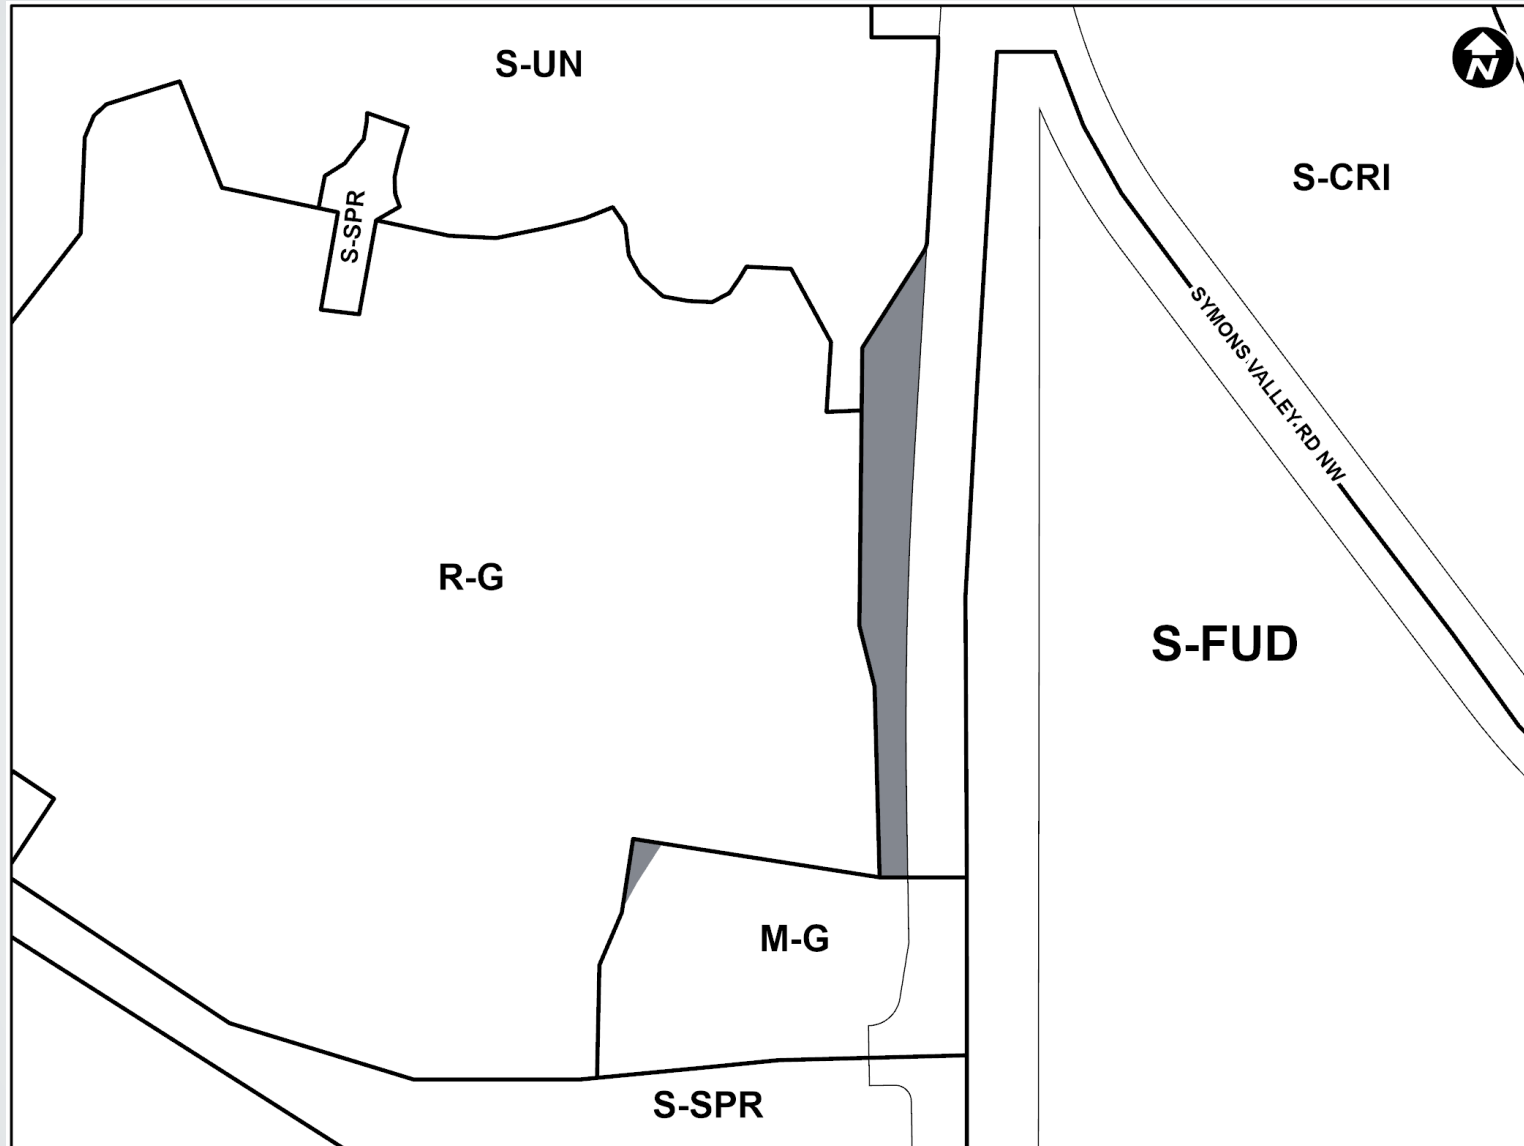 S-UN
N
S-CRI
S-SPR
SYMONS VALLEY RD NW
R-G
S-FUD
M-G
S-SPR